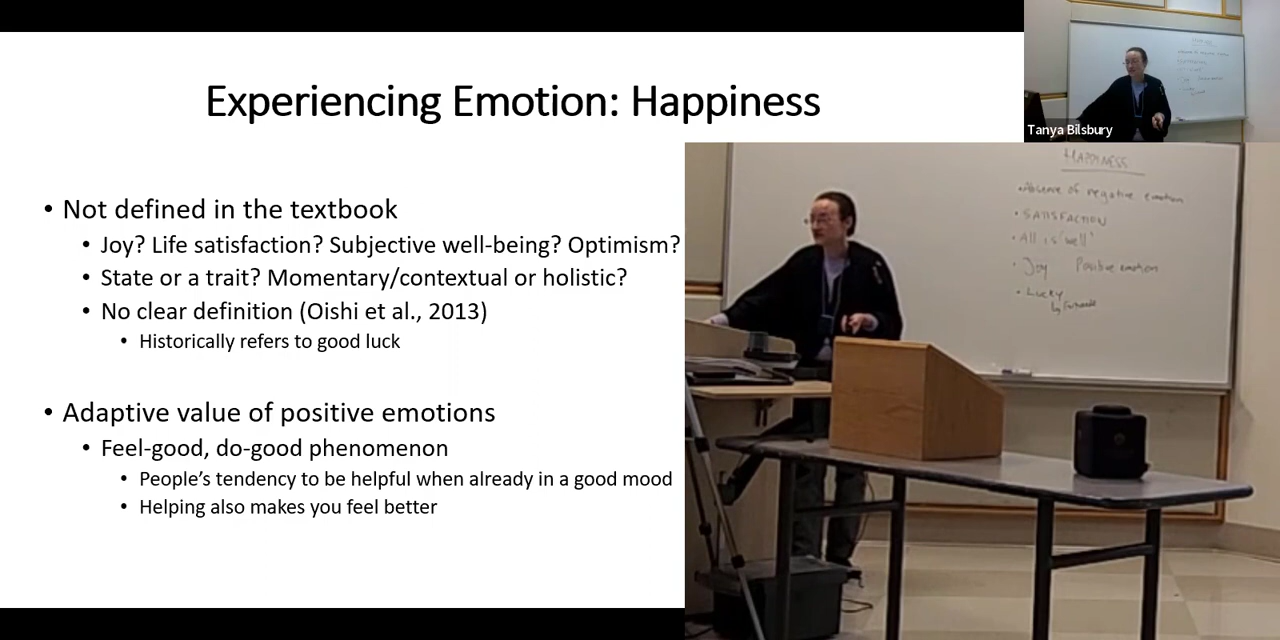 Experiencing Emotion: Happiness
• Not defined in the textbook
• Joy? Life satisfaction? Subjective well-being? Optimism?
• State or a trait? Momentary/contextual or holistic?
• No clear definition (Oishi et al., 2013)
• Historically refers to good luck
• Adaptive value of positive emotions
• Feel-good, do-good phenomenon
• People's tendency to be helpful when already in a good mood
• Helping also makes you feel better
Tanya Bilsbury
HAPPINESS
• Absence of negative emotion
• SATISFACTION
• All is "well"
• Joy Positive emotion
• Lucky